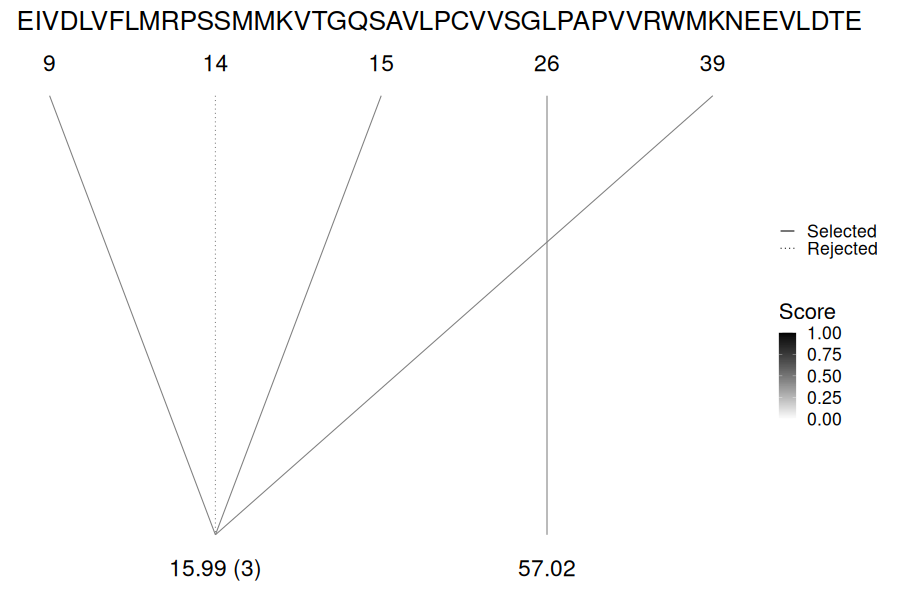 EIVDLVFLMRPSSMMKVTGQSAVLPCVVSGLPAPVVRWMKNEEVLDTE
9 14 15 26 39
Selected
Rejected
Score
1.00
0.75
0.50
0.25
0.00
15.99 (3) 57.02